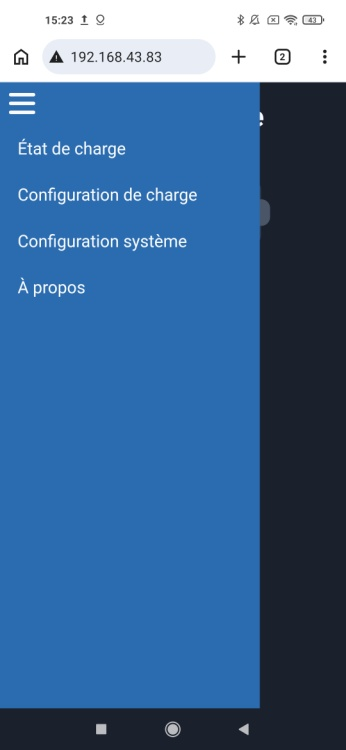 15:23
43
192.168.43.83
2
État de charge
Configuration de charge
Configuration système
À propos